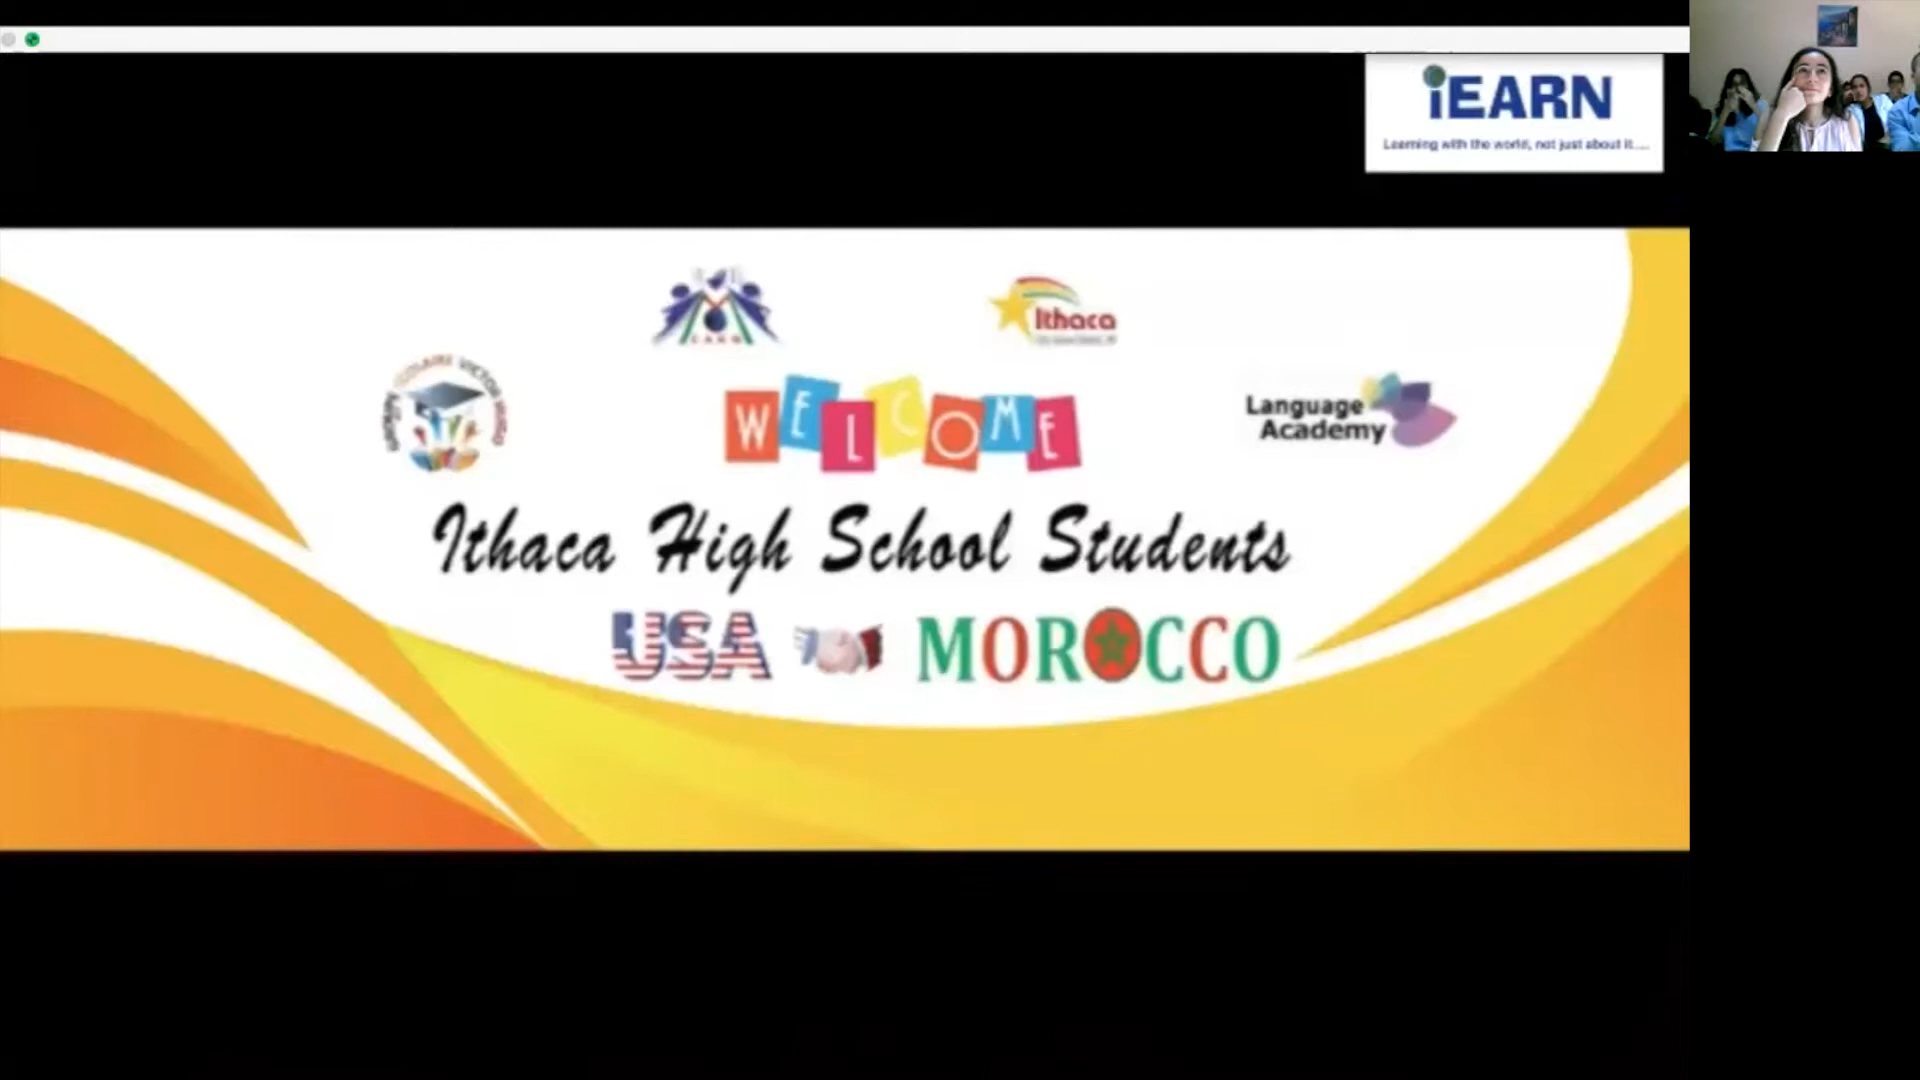 iEARN
Learning with the world, not just about it....
Ithaca
WELCOME
Language
Academy
Ithaca High School Students
USA MOROCCO